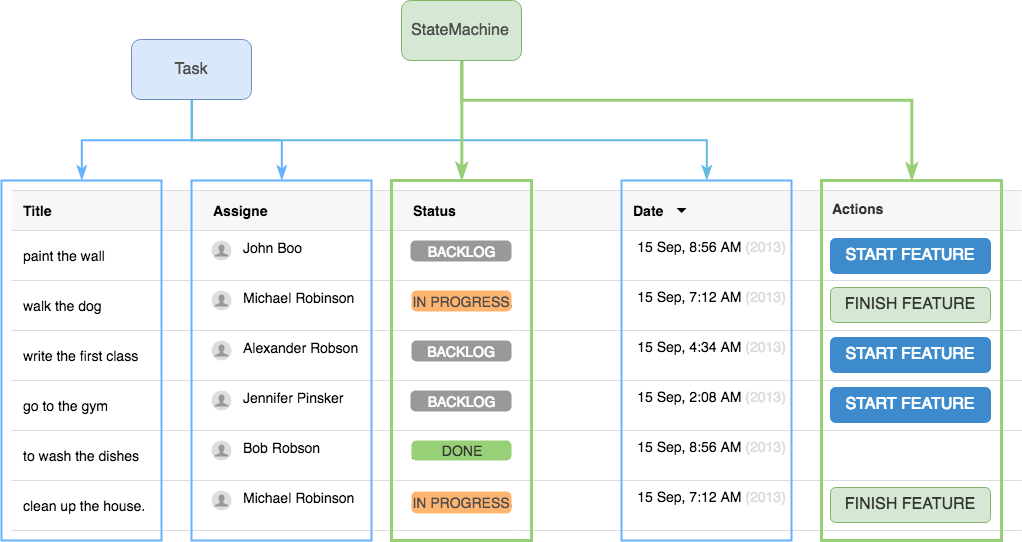 StateMachine
Task
Title Assigne Status Date Actions
paint the wall John Boo BACKLOG 15 Sep, 8:56 AM (2013) START FEATURE
walk the dog Michael Robinson IN PROGRESS 15 Sep, 7:12 AM (2013) FINISH FEATURE
write the first class Alexander Robson BACKLOG 15 Sep, 4:34 AM (2013) START FEATURE
go to the gym Jennifer Pinsker BACKLOG 15 Sep, 2:08 AM (2013) START FEATURE
to wash the dishes Bob Robson DONE 15 Sep, 8:56 AM (2013)
clean up the house. Michael Robinson IN PROGRESS 15 Sep, 7:12 AM (2013) FINISH FEATURE